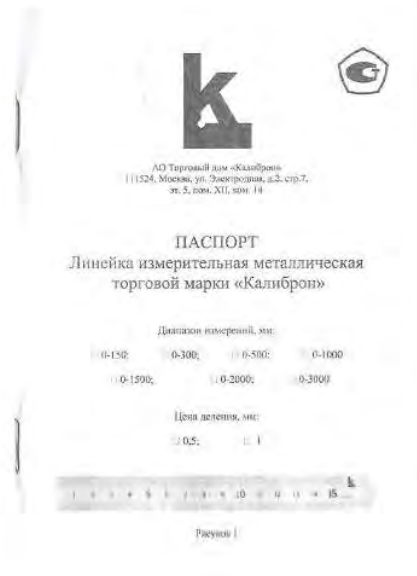 АО Торговый дом «Калиброн»
111524, Москва, ул. Электродная, д.2, стр.7,
эт. 5, пом. XII, ком. 14
ПАСПОРТ
Линейка измерительная металлическая
торговой марки «Калиброн»
Диапазон измерений, мм:
0-150; 0-300; 0-500; 0-1000
0-1500; 0-2000; 0-3000
Цена деления, мм:
0,5; 1
10 15
Рисунок 1